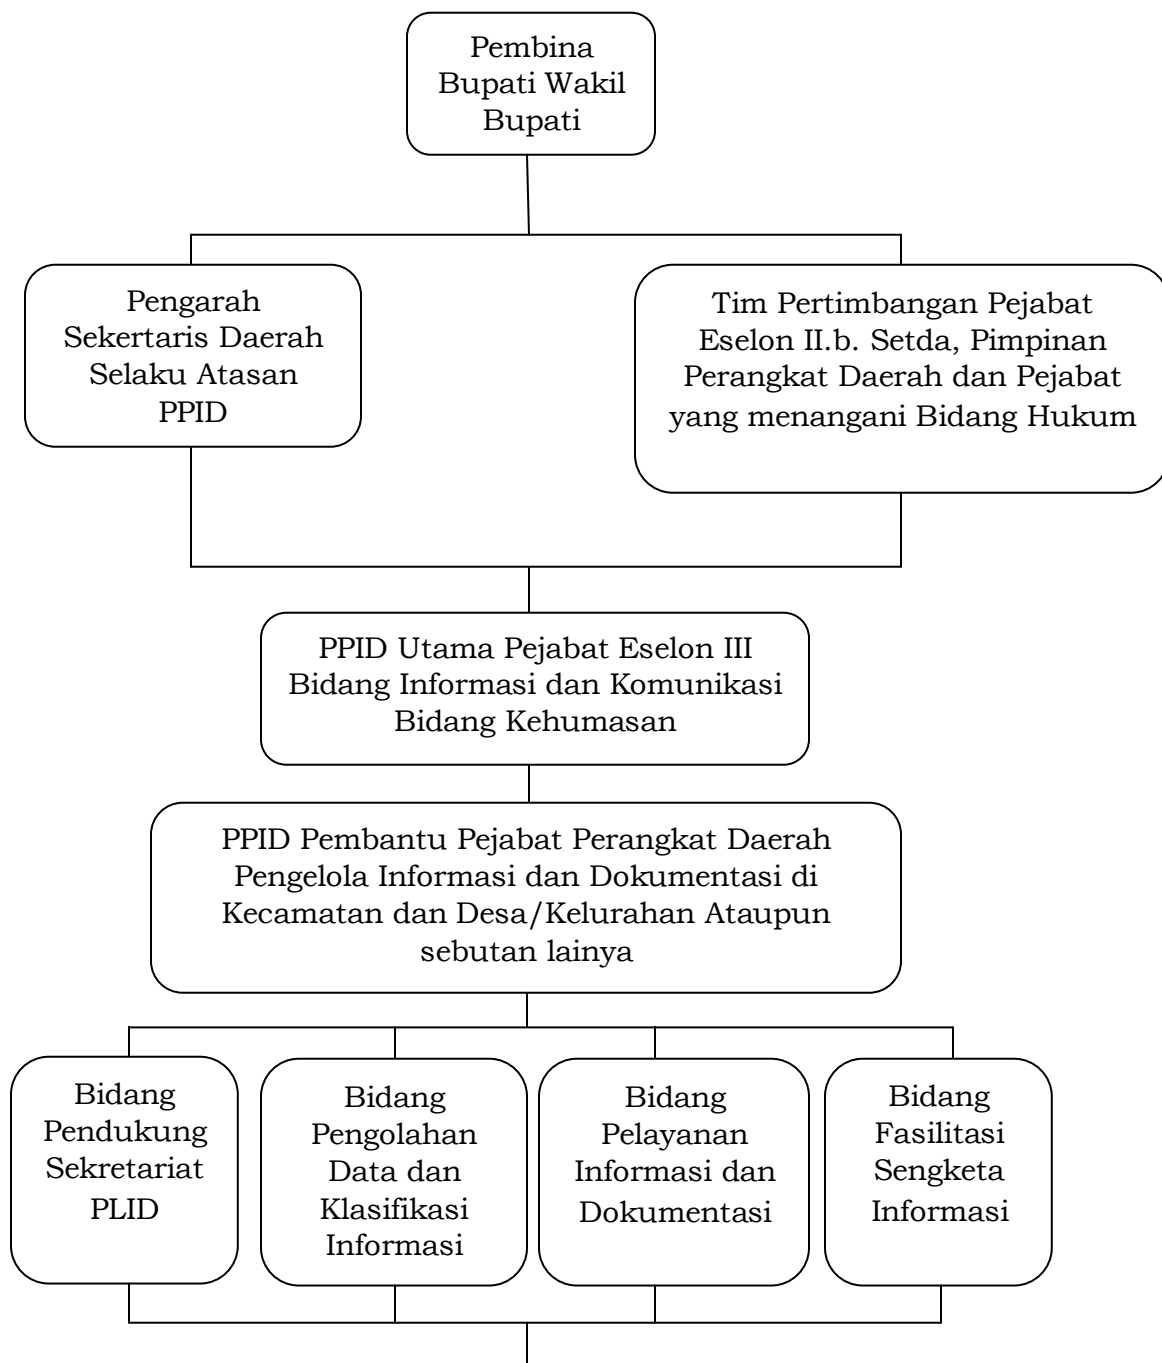 Pembina
Bupati Wakil
Bupati
Pengarah
Sekertaris Daerah
Selaku Atasan
PPID
Tim Pertimbangan Pejabat
Eselon II.b. Setda, Pimpinan
Perangkat Daerah dan Pejabat
yang menangani Bidang Hukum
PPID Utama Pejabat Eselon III
Bidang Informasi dan Komunikasi
Bidang Kehumasan
PPID Pembantu Pejabat Perangkat Daerah
Pengelola Informasi dan Dokumentasi di
Kecamatan dan Desa/Kelurahan Ataupun
sebutan lainya
Bidang
Pendukung
Sekretariat
PLID
Bidang
Pengolahan
Data dan
Klasifikasi
Informasi
Bidang
Pelayanan
Informasi dan
Dokumentasi
Bidang
Fasilitasi
Sengketa
Informasi